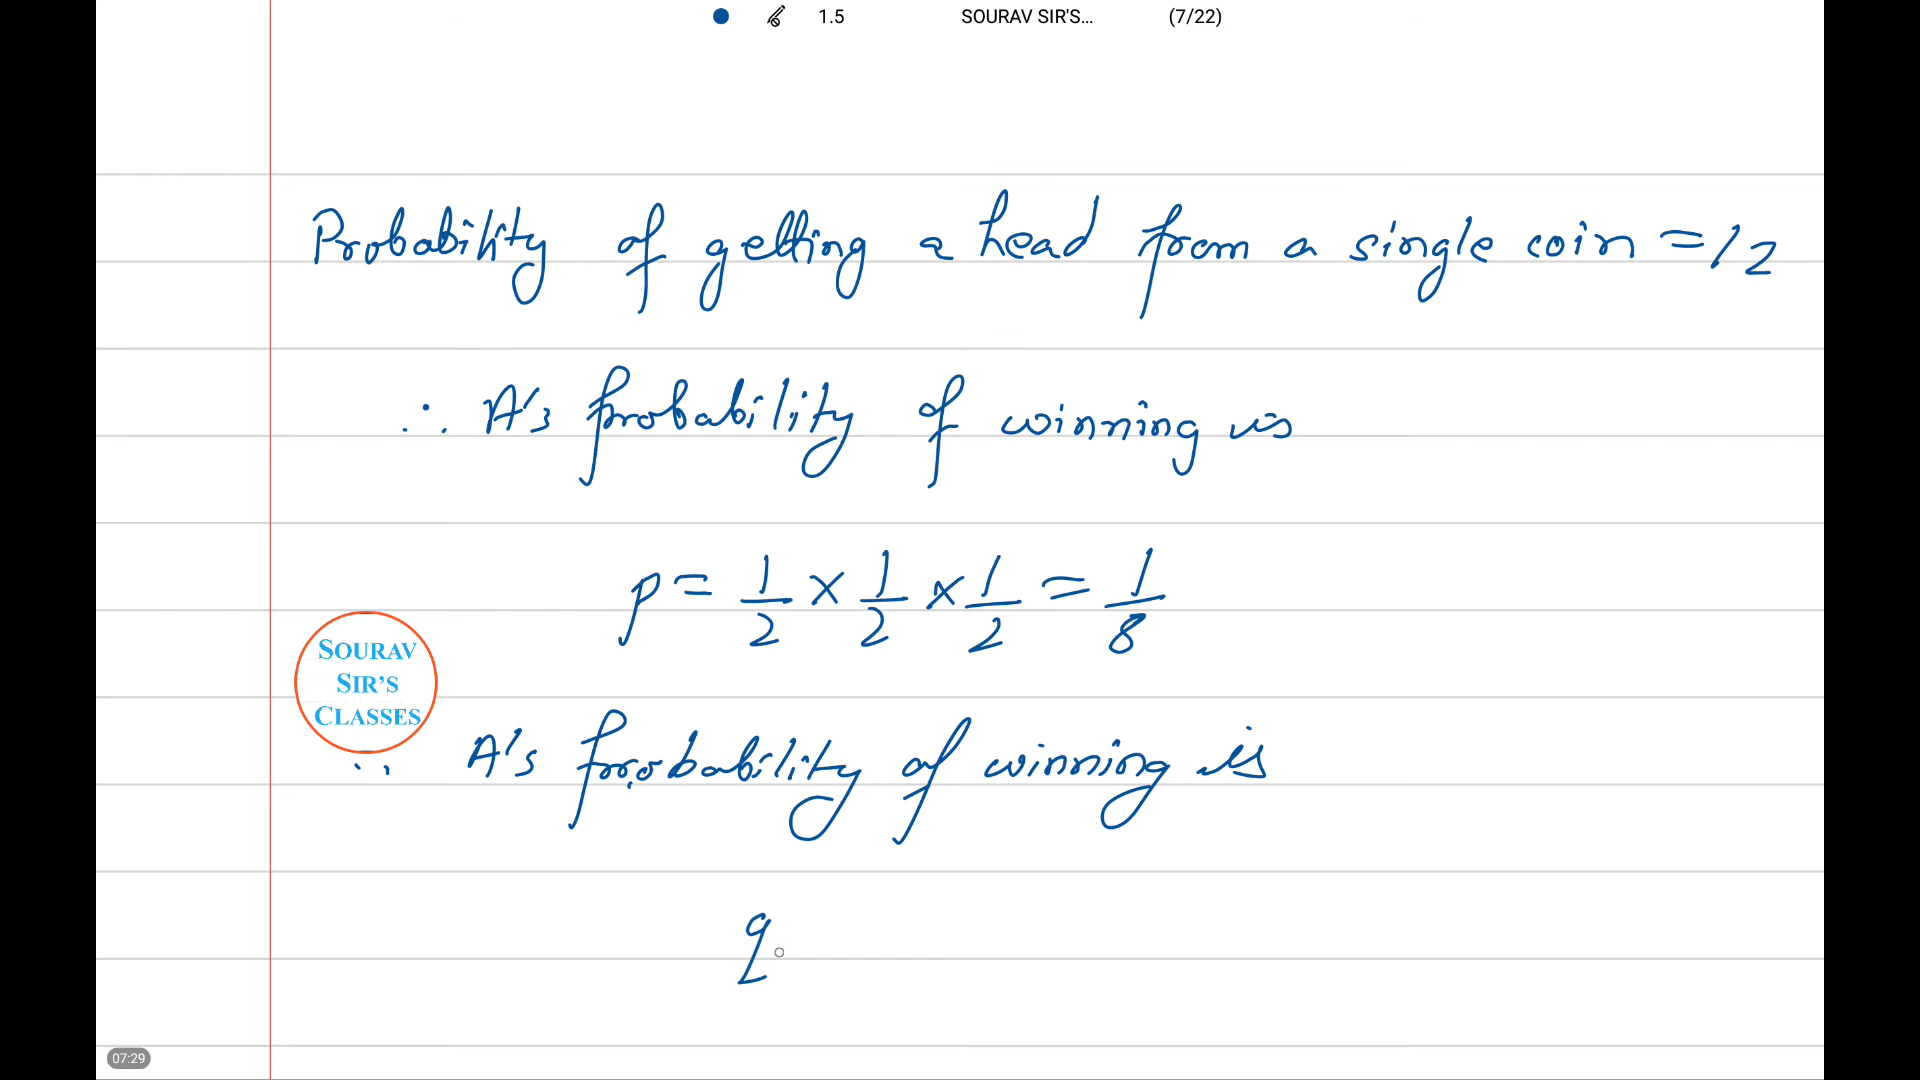 1.5 SOURAV SIR'S... (7/22)
Probability of getting a head from a single coin = 1/2
∴ A's probability of winning is
p = 1/2 × 1/2 × 1/2 = 1/8
SOURAV
SIR'S
CLASSES
∵ A's probability of winning is
q
07:29